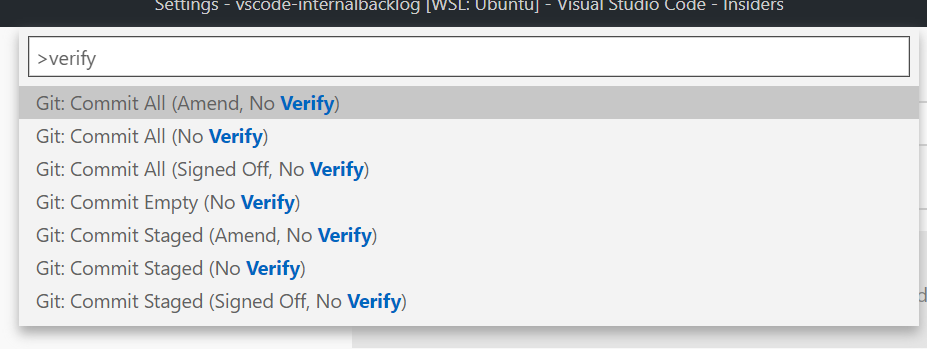 Settings - vscode-internalbacklog [WSL: Ubuntu] - Visual Studio Code - Insiders
>verify
Git: Commit All (Amend, No Verify)
Git: Commit All (No Verify)
Git: Commit All (Signed Off, No Verify)
Git: Commit Empty (No Verify)
Git: Commit Staged (Amend, No Verify)
Git: Commit Staged (No Verify)
Git: Commit Staged (Signed Off, No Verify)